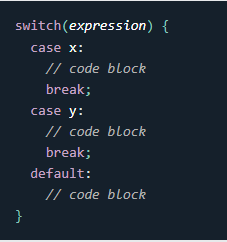 switch(expression) {
  case x:
    // code block
    break;
  case y:
    // code block
    break;
  default:
    // code block
}